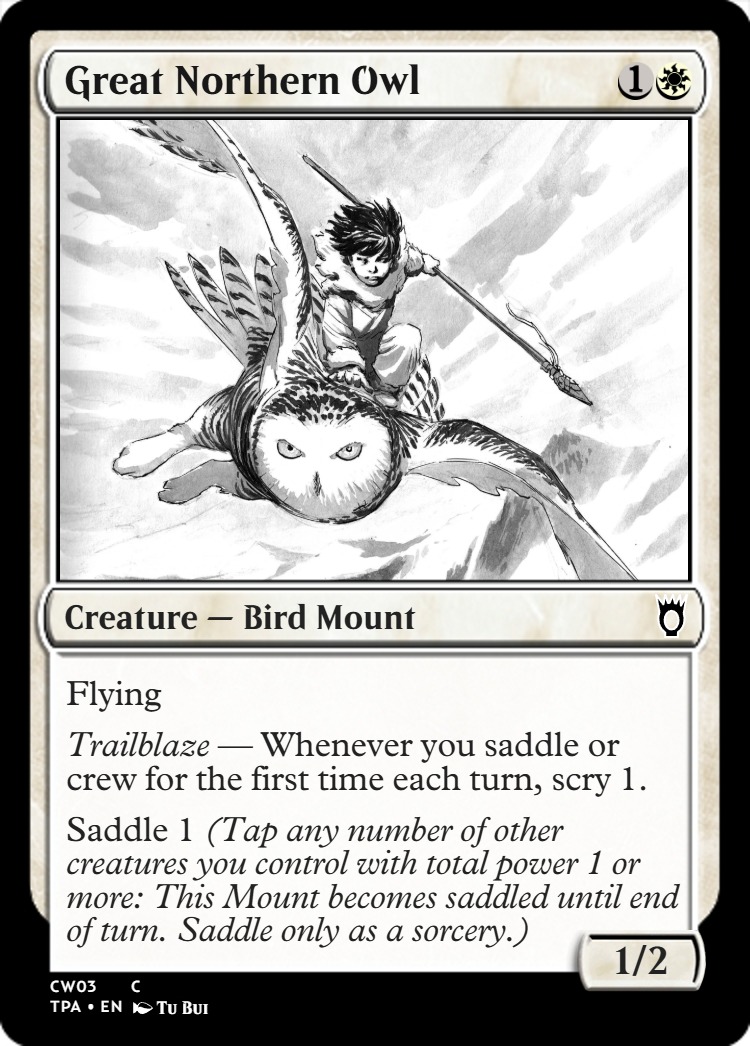 Great Northern Owl 1
Creature — Bird Mount
Flying
Trailblaze — Whenever you saddle or
crew for the first time each turn, scry 1.
Saddle 1 (Tap any number of other
creatures you control with total power 1 or
more: This Mount becomes saddled until end
of turn. Saddle only as a sorcery.)
1/2
CW03 C
TPA • EN Tu Bui